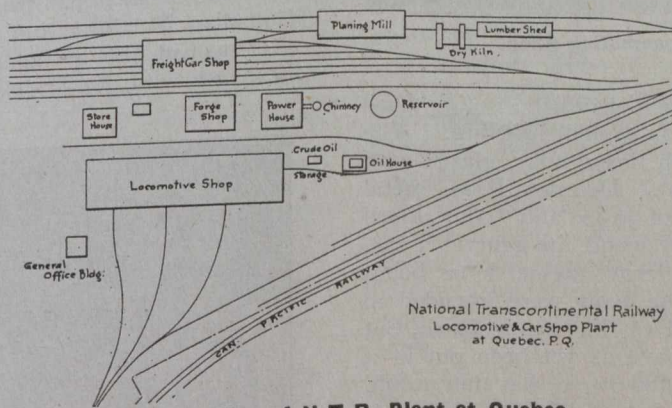 Planing Mill
Lumber Shed
Dry Kiln.
Freight Car Shop
Store
House
Forge
Shop
Power
House
Chimney
Reservoir
Crude Oil
Storage
Oil House
Locomotive Shop
General
Office Bldg:
CAN PACIFIC RAILWAY
National Transcontinental Railway
Locomotive & Car Shop Plant
at Quebec. P.Q.
N.T.R. Plant at Quebec